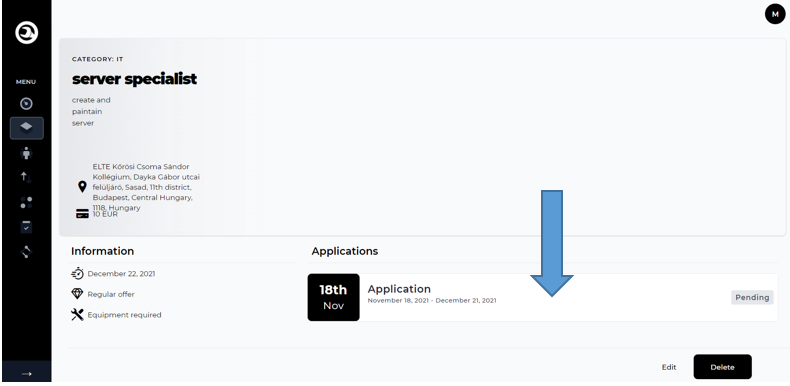 M
MENU
CATEGORY: IT
server specialist
create and
paintain
server
ELTE Kőrösi Csoma Sándor
Kollégium, Dayka Gábor utcai
felüljáró, Sasad, 11th district,
Budapest, Central Hungary,
1118, Hungary
10 EUR
Information
December 22, 2021
Regular offer
Equipment required
Applications
18th
Nov
Application
November 18, 2021 - December 21, 2021
Pending
Edit
Delete